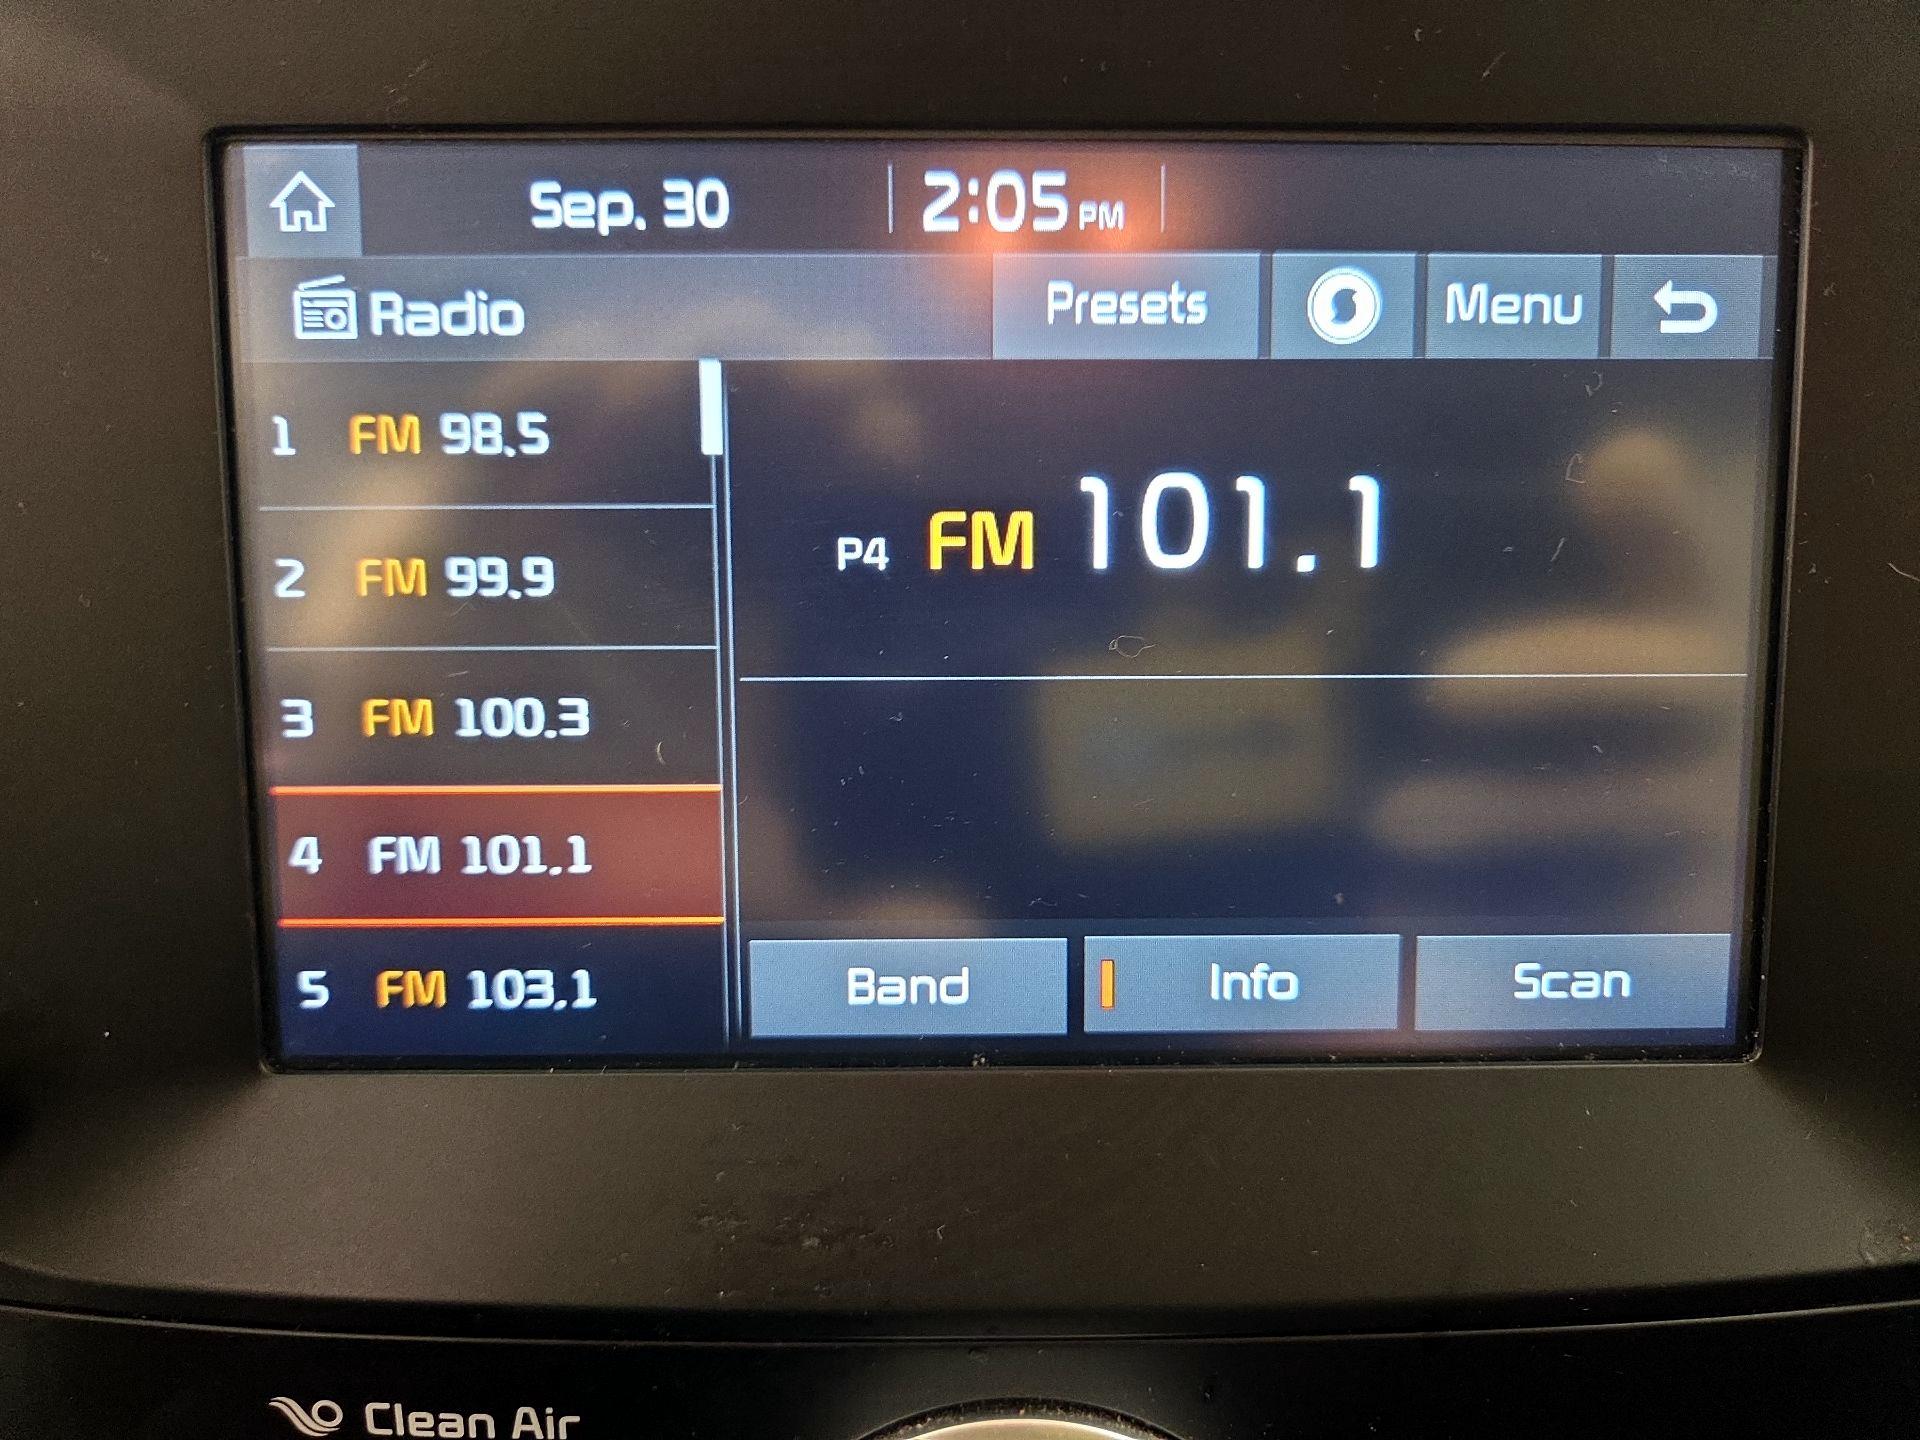 Sep. 30 2:05 PM
Radio Presets Menu
1 FM 98.5
2 FM 99.9
3 FM 100.3
4 FM 101.1
5 FM 103.1
P4 FM 101.1
Band Info Scan
Clean Air